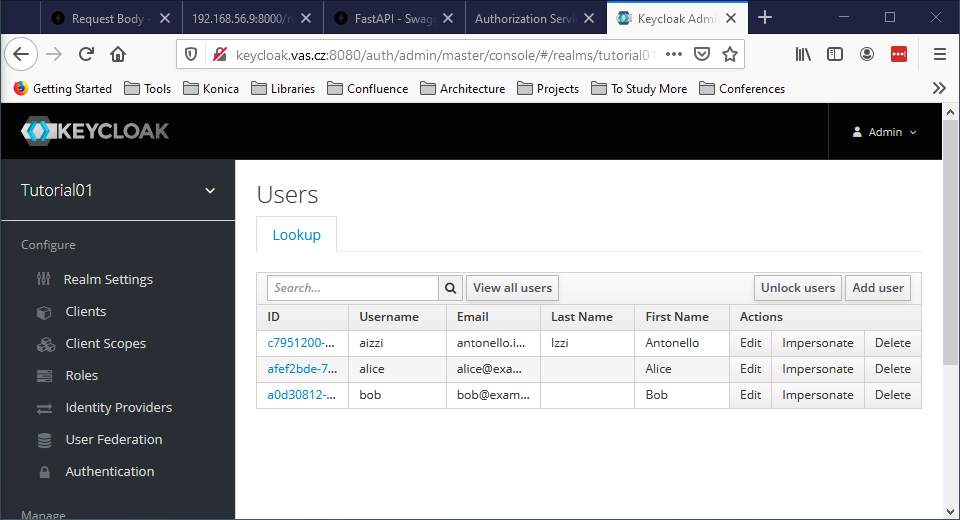 Request Body - 192.168.56.9:8000/re FastAPI - Swag Authorization Servi Keycloak Admi
keycloak.vas.cz:8080/auth/admin/master/console/#/realms/tutorial01
Getting Started Tools Konica Libraries Confluence Architecture Projects To Study More Conferences
KEYCLOAK Admin
Tutorial01
Users
Lookup
Configure
Realm Settings
Clients
Client Scopes
Roles
Identity Providers
User Federation
Authentication
Manage
Search... View all users Unlock users Add user
ID Username Email Last Name First Name Actions
c7951200-... aizzi antonello.i... Izzi Antonello Edit Impersonate Delete
afef2bde-7... alice alice@exa... Alice Edit Impersonate Delete
a0d30812-... bob bob@exam... Bob Edit Impersonate Delete